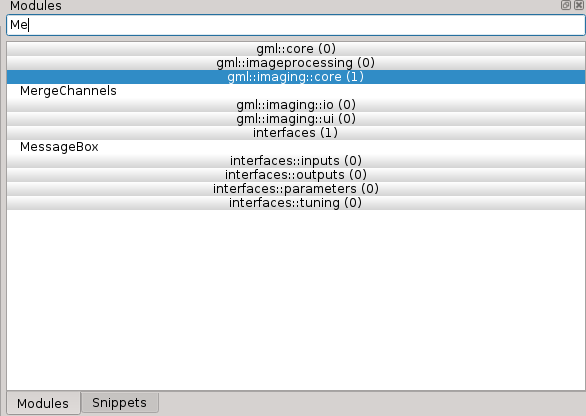 Modules
Me
gml::core (0)
gml::imageprocessing (0)
gml::imaging::core (1)
MergeChannels
gml::imaging::io (0)
gml::imaging::ui (0)
interfaces (1)
MessageBox
interfaces::inputs (0)
interfaces::outputs (0)
interfaces::parameters (0)
interfaces::tuning (0)
Modules Snippets